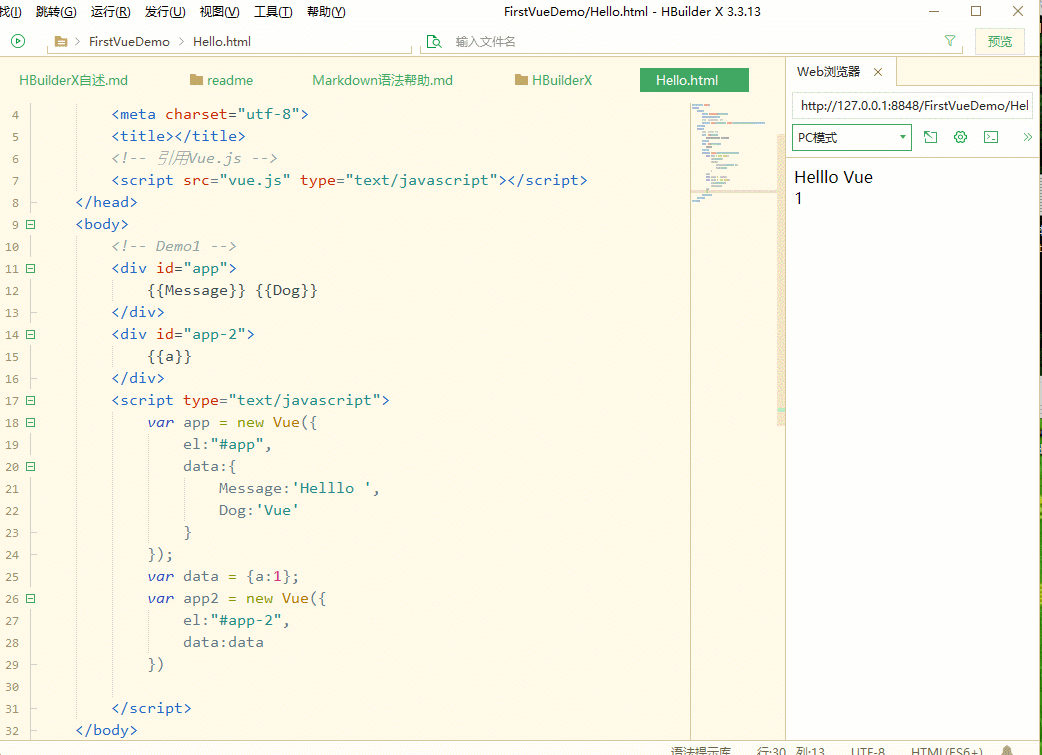 找(I) 跳转(G) 运行(R) 发行(U) 视图(V) 工具(T) 帮助(Y) FirstVueDemo/Hello.html - HBuilder X 3.3.13
FirstVueDemo Hello.html 输入文件名 预览
HBuilderX自述.md readme Markdown语法帮助.md HBuilderX Hello.html
Web浏览器
http://127.0.0.1:8848/FirstVueDemo/Hel
PC模式
Helllo Vue
1
4 <meta charset="utf-8">
5 <title></title>
6 <!-- 引用Vue.js -->
7 <script src="vue.js" type="text/javascript"></script>
8 </head>
9 <body>
10 <!-- Demo1 -->
11 <div id="app">
12 {{Message}} {{Dog}}
13 </div>
14 <div id="app-2">
15 {{a}}
16 </div>
17 <script type="text/javascript">
18 var app = new Vue({
19 el:"#app",
20 data:{
21 Message:'Helllo ',
22 Dog:'Vue'
23 }
24 });
25 var data = {a:1};
26 var app2 = new Vue({
27 el:"#app-2",
28 data:data
29 })
30
31 </script>
32 </body>
语法提示库 行:30 列:13 UTF-8 HTML(ES6+)